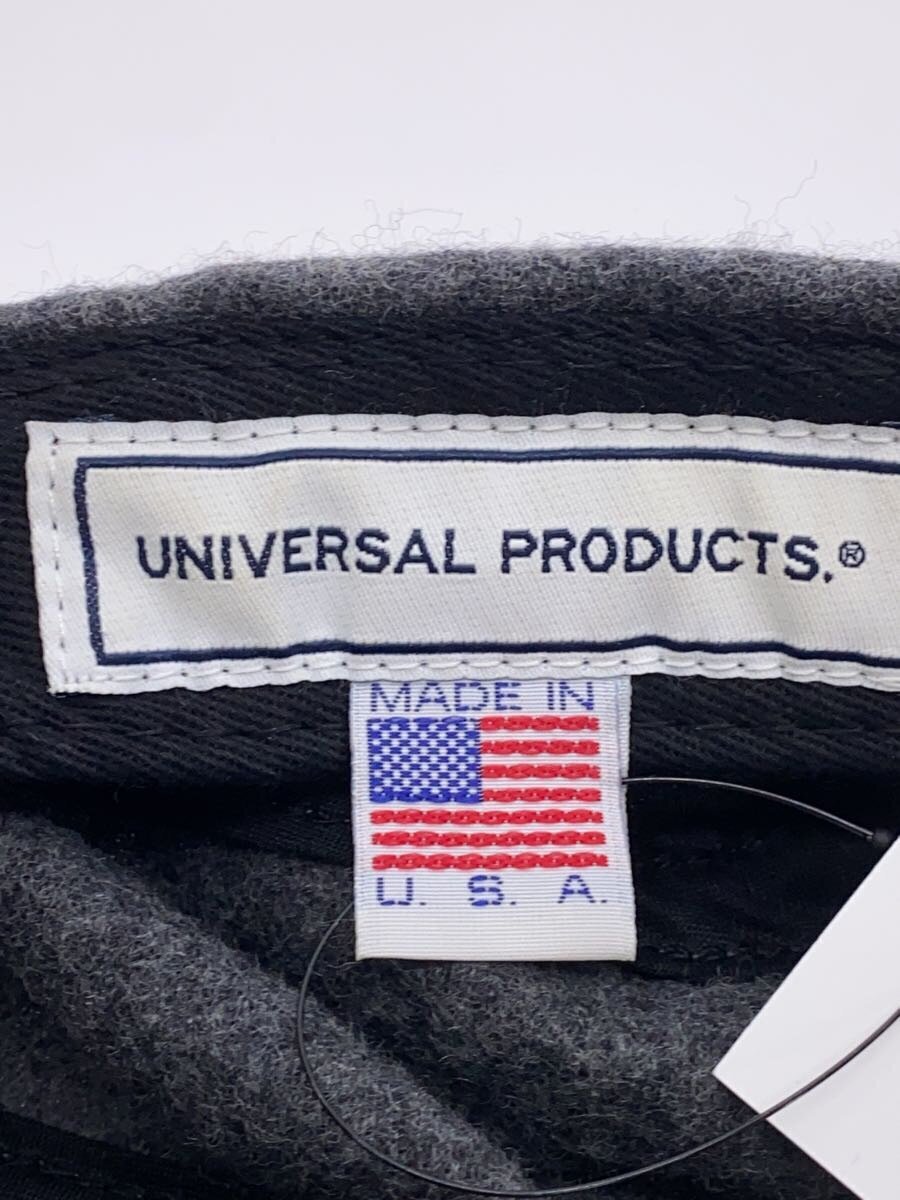 UNIVERSAL PRODUCTS.®
MADE IN
U. S. A.